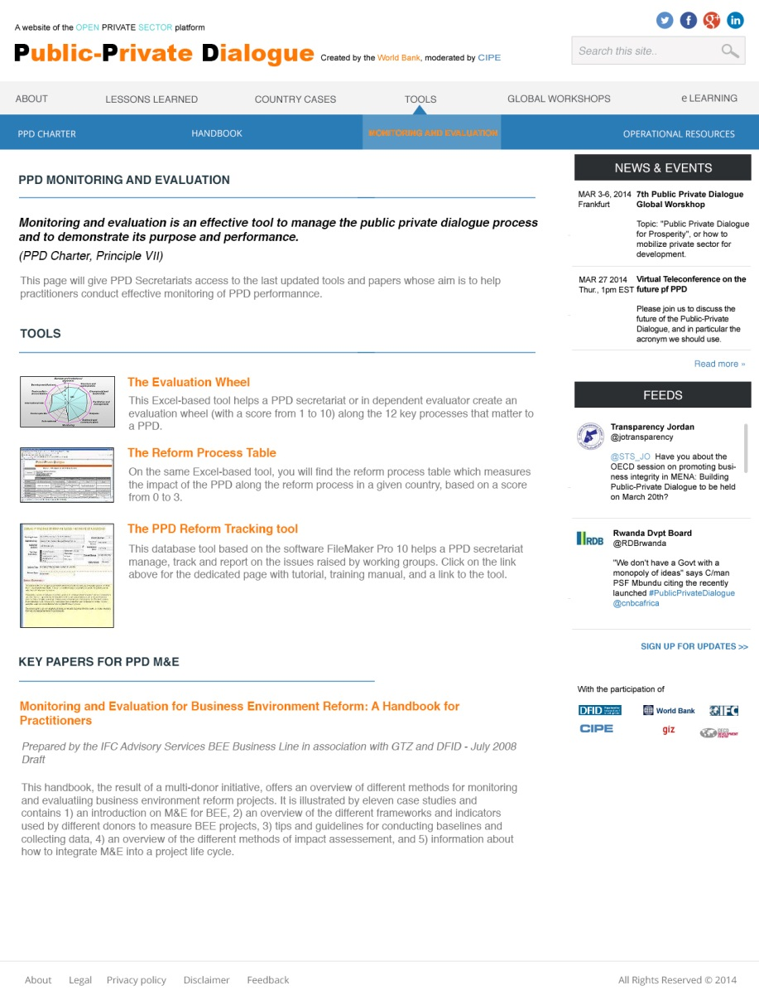 A website of the OPEN PRIVATE SECTOR platform
Public-Private Dialogue
Created by the World Bank, moderated by CIPE
Search this site..
ABOUT
LESSONS LEARNED
COUNTRY CASES
TOOLS
GLOBAL WORKSHOPS
e LEARNING
PPD CHARTER
HANDBOOK
MONITORING AND EVALUATION
OPERATIONAL RESOURCES
PPD MONITORING AND EVALUATION
Monitoring and evaluation is an effective tool to manage the public private dialogue process
and to demonstrate its purpose and performance.
(PPD Charter, Principle VII)
This page will give PPD Secretariats access to the last updated tools and papers whose aim is to help
practitioners conduct effective monitoring of PPD performannce.
TOOLS
The Evaluation Wheel
This Excel-based tool helps a PPD secretariat or in dependent evaluator create an
evaluation wheel (with a score from 1 to 10) along the 12 key processes that matter to
a PPD.
The Reform Process Table
On the same Excel-based tool, you will find the reform process table which measures
the impact of the PPD along the reform process in a given country, based on a score
from 0 to 3.
The PPD Reform Tracking tool
This database tool based on the software FileMaker Pro 10 helps a PPD secretariat
manage, track and report on the issues raised by working groups. Click on the link
above for the dedicated page with tutorial, training manual, and a link to the tool.
KEY PAPERS FOR PPD M&E
Monitoring and Evaluation for Business Environment Reform: A Handbook for
Practitioners
Prepared by the IFC Advisory Services BEE Business Line in association with GTZ and DFID - July 2008
Draft
This handbook, the result of a multi-donor initiative, offers an overview of different methods for monitoring
and evaluatiing business environment reform projects. It is illustrated by eleven case studies and
contains 1) an introduction on M&E for BEE, 2) an overview of the different frameworks and indicators
used by different donors to measure BEE projects, 3) tips and guidelines for conducting baselines and
collecting data, 4) an overview of the different methods of impact assessement, and 5) information about
how to integrate M&E into a project life cycle.
NEWS & EVENTS
MAR 3-6, 2014 7th Public Private Dialogue
Frankfurt Global Worskhop
Topic: "Public Private Dialogue
for Prosperity", or how to
mobilize private sector for
development.
MAR 27 2014 Virtual Teleconference on the
Thur., 1pm EST future pf PPD
Please join us to discuss the
future of the Public-Private
Dialogue, and in particular the
acronym we should use.
Read more »
FEEDS
Transparency Jordan
@jotransparency
@STS_JO Have you about the
OECD session on promoting busi-
ness integrity in MENA: Building
Public-Private Dialogue to be held
on March 20th?
RDB
Rwanda Dvpt Board
@RDBrwanda
"We don't have a Govt with a
monopoly of ideas" says C/man
PSF Mbundu citing the recently
launched #PublicPrivateDialogue
@cnbcafrica
SIGN UP FOR UPDATES >>
With the participation of
DFID
World Bank
IFC
CIPE
giz
OECD DEVELOPMENT CENTRE
About
Legal
Privacy policy
Disclaimer
Feedback
All Rights Reserved © 2014